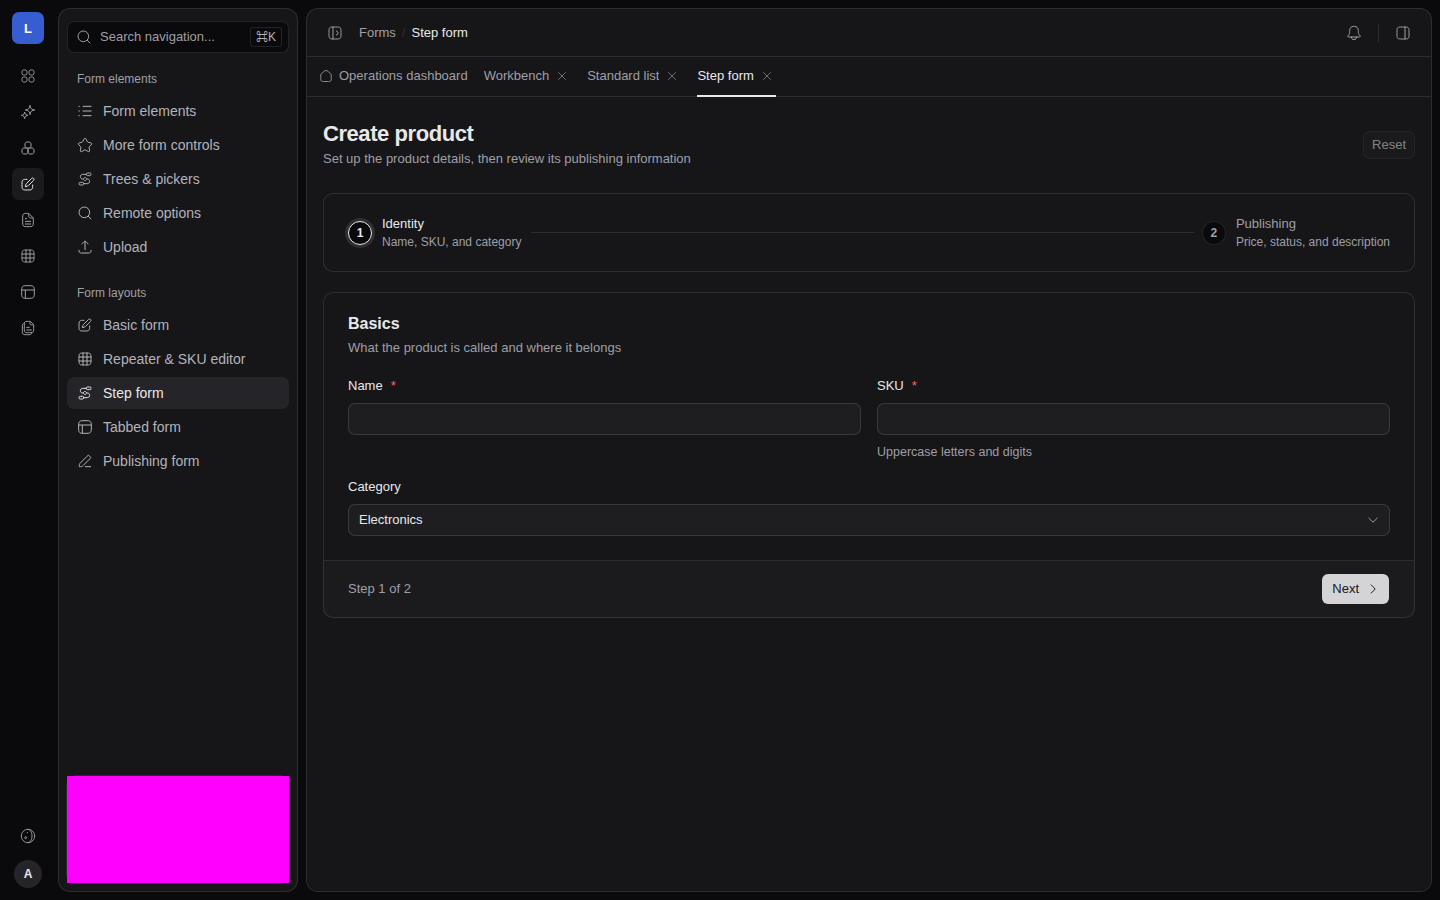 L
Search navigation...
⌘K
Form elements
Form elements
More form controls
Trees & pickers
Remote options
Upload
Form layouts
Basic form
Repeater & SKU editor
Step form
Tabbed form
Publishing form
A
Forms / Step form
Operations dashboard
Workbench
Standard list
Step form
Create product
Set up the product details, then review its publishing information
Reset
1
Identity
Name, SKU, and category
2
Publishing
Price, status, and description
Basics
What the product is called and where it belongs
Name *
SKU *
Uppercase letters and digits
Category
Electronics
Step 1 of 2
Next